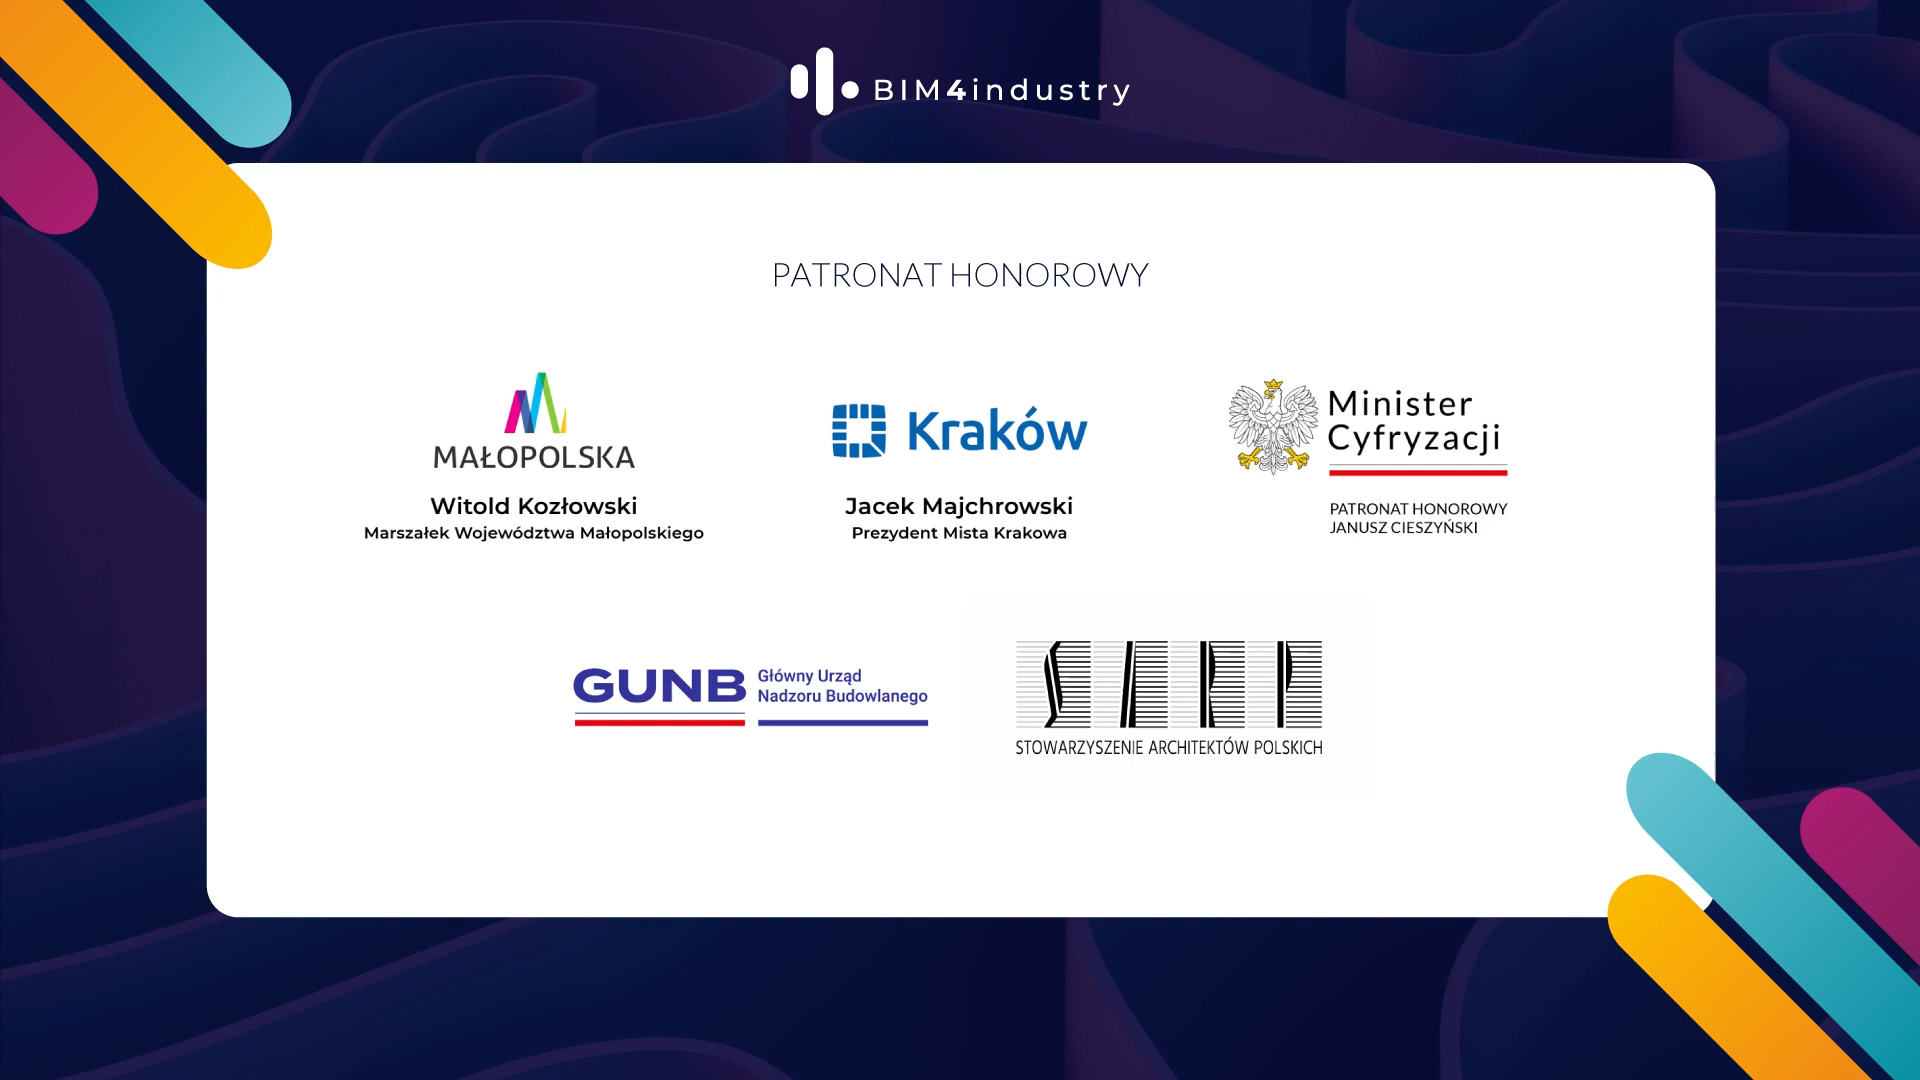 BIM4industry
PATRONAT HONOROWY
MAŁOPOLSKA
Witold Kozłowski
Marszałek Województwa Małopolskiego
Kraków
Jacek Majchrowski
Prezydent Mista Krakowa
Minister
Cyfryzacji
PATRONAT HONOROWY
JANUSZ CIESZYŃSKI
GUNB
Główny Urząd
Nadzoru Budowlanego
SARP
STOWARZYSZENIE ARCHITEKTÓW POLSKICH